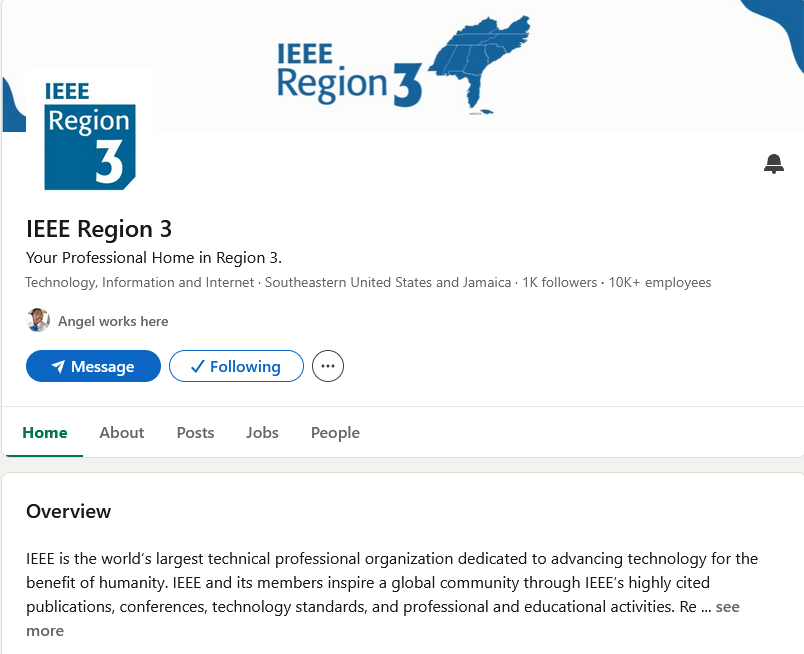 IEEE
Region 3
IEEE
Region
3
IEEE Region 3
Your Professional Home in Region 3.
Technology, Information and Internet · Southeastern United States and Jamaica · 1K followers · 10K+ employees
Angel works here
Message
Following
Home
About
Posts
Jobs
People
Overview
IEEE is the world's largest technical professional organization dedicated to advancing technology for the
benefit of humanity. IEEE and its members inspire a global community through IEEE's highly cited
publications, conferences, technology standards, and professional and educational activities. Re ... see
more